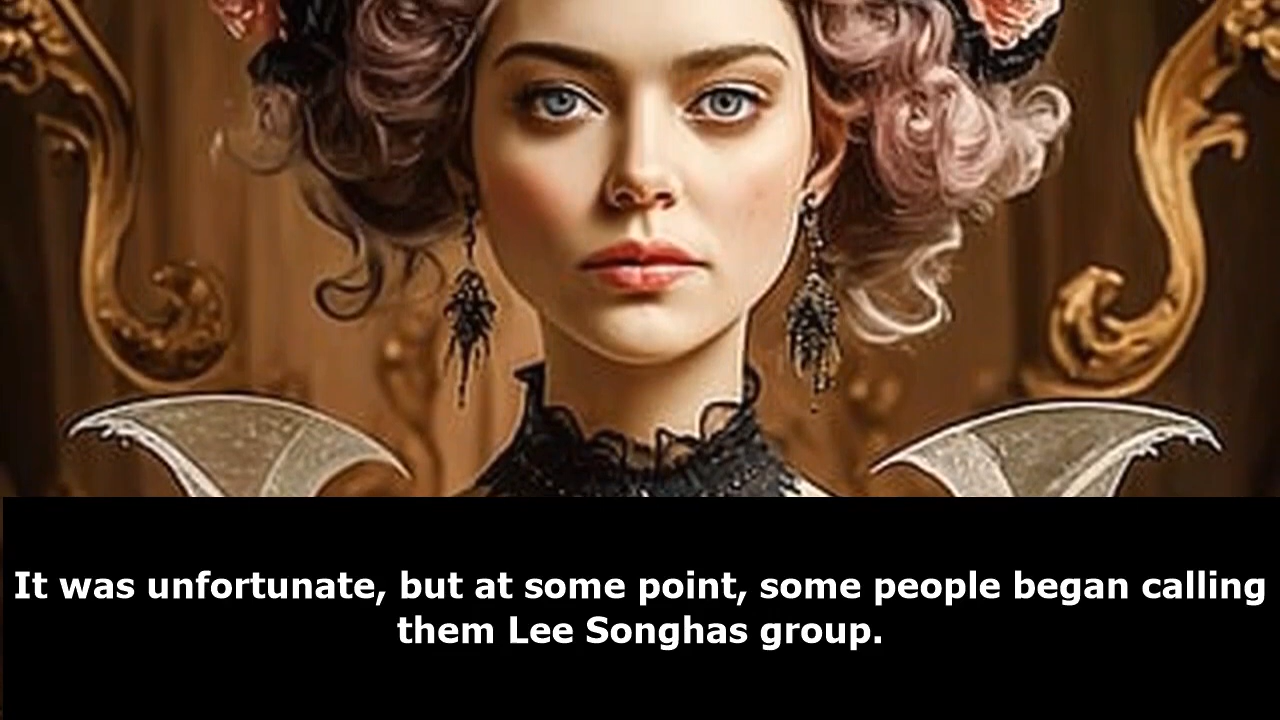 It was unfortunate, but at some point, some people began calling
them Lee Songhas group.